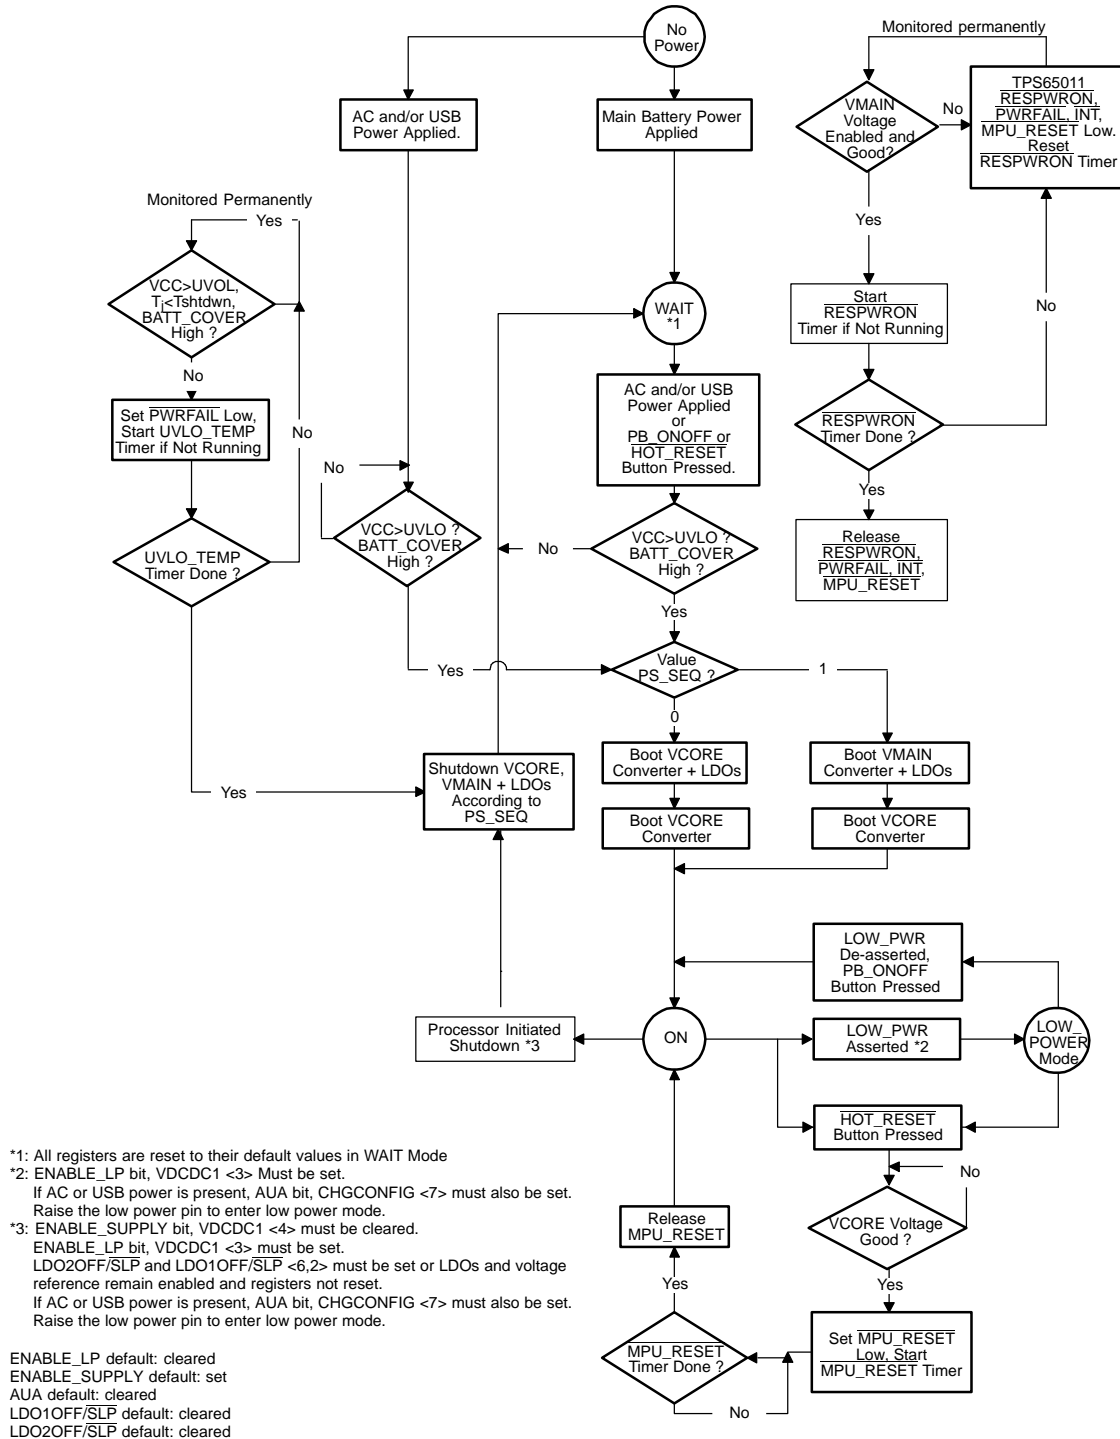 No
Power
AC and/or USB
Power Applied.
Main Battery Power
Applied
Monitored permanently
VMAIN
Voltage
Enabled and
Good?
No
TPS65011
RESPWRON,
PWRFAIL, INT,
MPU_RESET Low.
Reset
RESPWRON Timer
Yes
Start
RESPWRON
Timer if Not Running
No
RESPWRON
Timer Done ?
Yes
Release
RESPWRON,
PWRFAIL, INT,
MPU_RESET
Monitored Permanently
Yes
VCC>UVOL,
Tj<Tshtdwn,
BATT_COVER
High ?
No
Set PWRFAIL Low,
Start UVLO_TEMP
Timer if Not Running
No
UVLO_TEMP
Timer Done ?
Yes
No
VCC>UVLO ?
BATT_COVER
High ?
Yes
WAIT
*1
AC and/or USB
Power Applied
or
PB_ONOFF or
HOT_RESET
Button Pressed.
VCC>UVLO ?
BATT_COVER
High ?
No
Yes
Value
PS_SEQ ?
1
0
Boot VCORE
Converter + LDOs
Boot VMAIN
Converter + LDOs
Boot VCORE
Converter
Boot VCORE
Converter
Shutdown VCORE,
VMAIN + LDOs
According to
PS_SEQ
LOW_PWR
De-asserted,
PB_ONOFF
Button Pressed
Processor Initiated
Shutdown *3
ON
LOW_PWR
Asserted *2
LOW_
POWER
Mode
HOT_RESET
Button Pressed
No
VCORE Voltage
Good ?
Yes
Set MPU_RESET
Low, Start
MPU_RESET Timer
MPU_RESET
Timer Done ?
No
Yes
Release
MPU_RESET
*1: All registers are reset to their default values in WAIT Mode
*2: ENABLE_LP bit, VDCDC1 <3> Must be set.
If AC or USB power is present, AUA bit, CHGCONFIG <7> must also be set.
Raise the low power pin to enter low power mode.
*3: ENABLE_SUPPLY bit, VDCDC1 <4> must be cleared.
ENABLE_LP bit, VDCDC1 <3> must be set.
LDO2OFF/SLP and LDO1OFF/SLP <6,2> must be set or LDOs and voltage
reference remain enabled and registers not reset.
If AC or USB power is present, AUA bit, CHGCONFIG <7> must also be set.
Raise the low power pin to enter low power mode.
ENABLE_LP default: cleared
ENABLE_SUPPLY default: set
AUA default: cleared
LDO1OFF/SLP default: cleared
LDO2OFF/SLP default: cleared